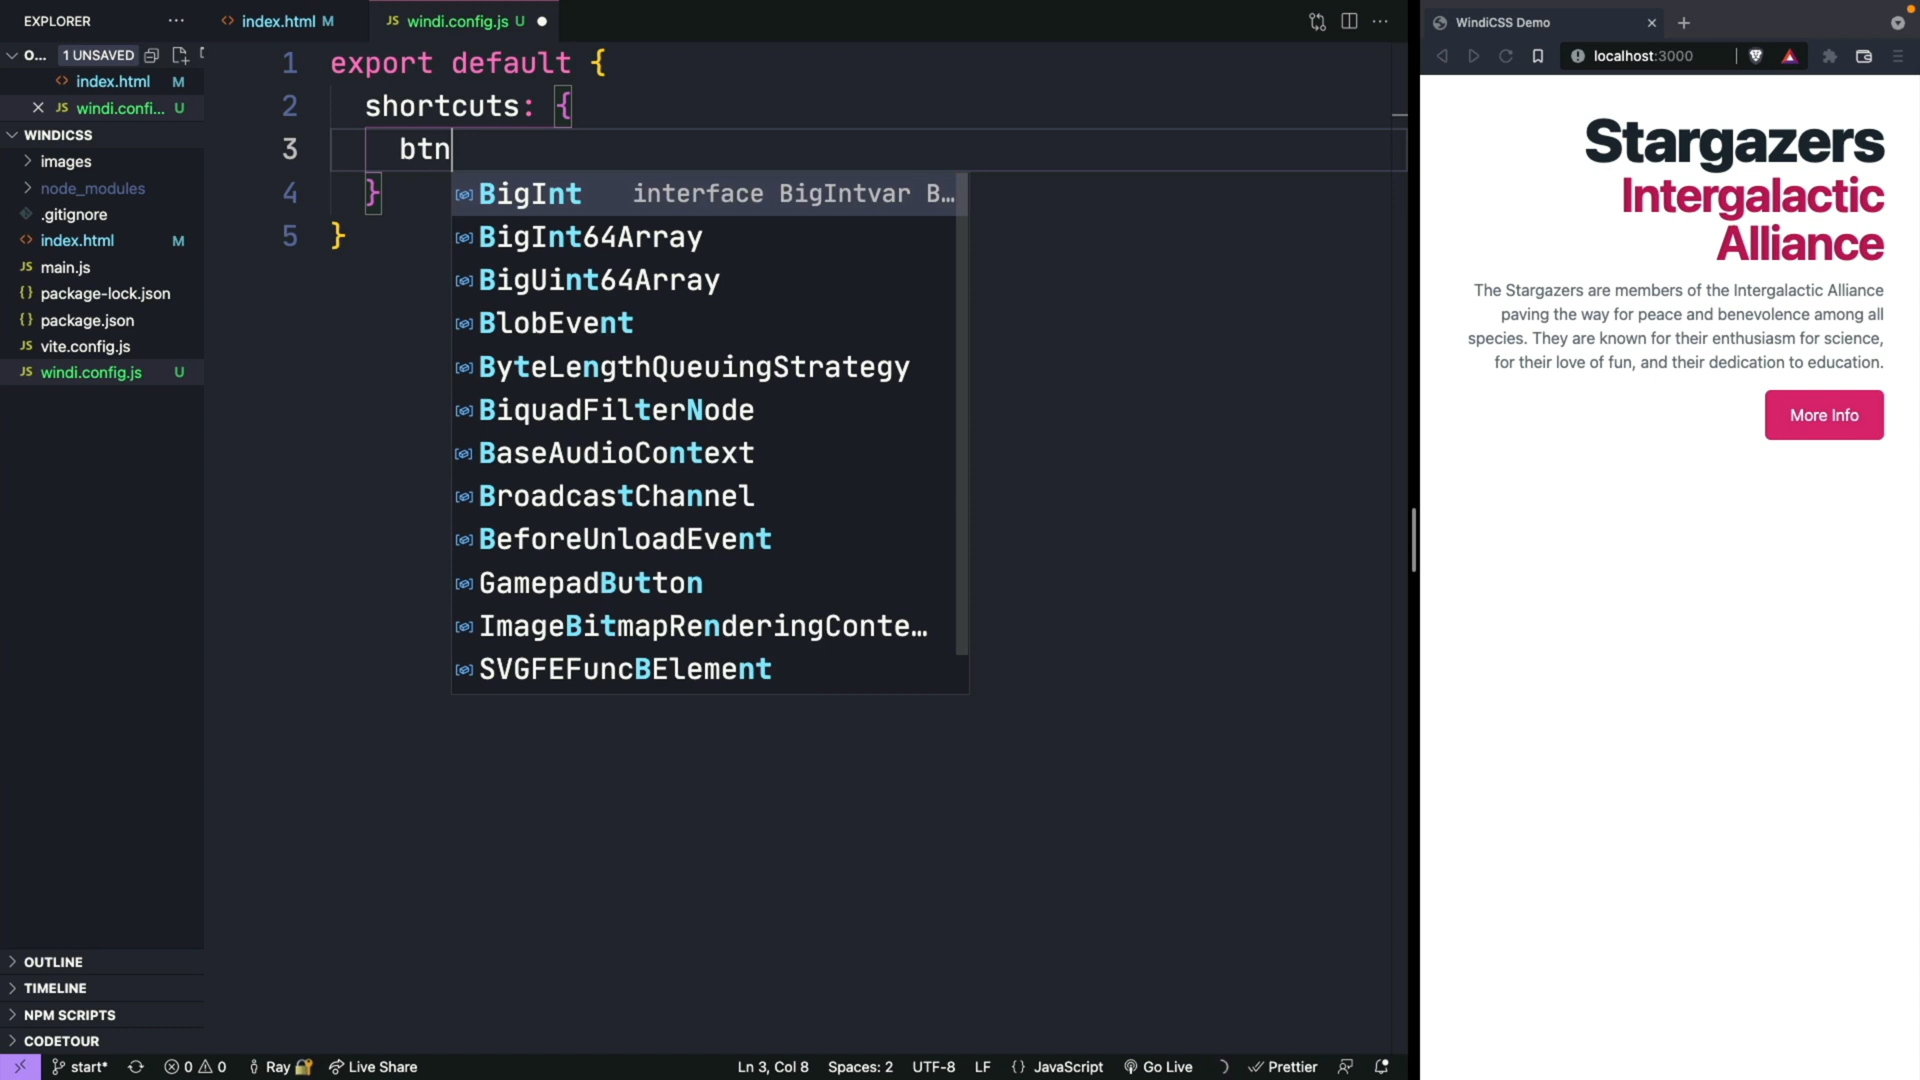 EXPLORER
index.html M
JS windi.config.js U
O... 1 UNSAVED
index.html M
JS windi.confi... U
WINDICSS
images
node_modules
.gitignore
index.html M
JS main.js
{} package-lock.json
{} package.json
JS vite.config.js
JS windi.config.js U
OUTLINE
TIMELINE
NPM SCRIPTS
CODETOUR
1 export default {
2 shortcuts: {
3 btn
4 }
5 }
BigInt interface BigIntvar B...
BigInt64Array
BigUint64Array
BlobEvent
ByteLengthQueuingStrategy
BiquadFilterNode
BaseAudioContext
BroadcastChannel
BeforeUnloadEvent
GamepadButton
ImageBitmapRenderingConte...
SVGFEFuncBElement
start* 0 0 Ray Live Share Ln 3, Col 8 Spaces: 2 UTF-8 LF {} JavaScript Go Live Prettier
WindiCSS Demo
localhost:3000
Stargazers
Intergalactic
Alliance
The Stargazers are members of the Intergalactic Alliance
paving the way for peace and benevolence among all
species. They are known for their enthusiasm for science,
for their love of fun, and their dedication to education.
More Info